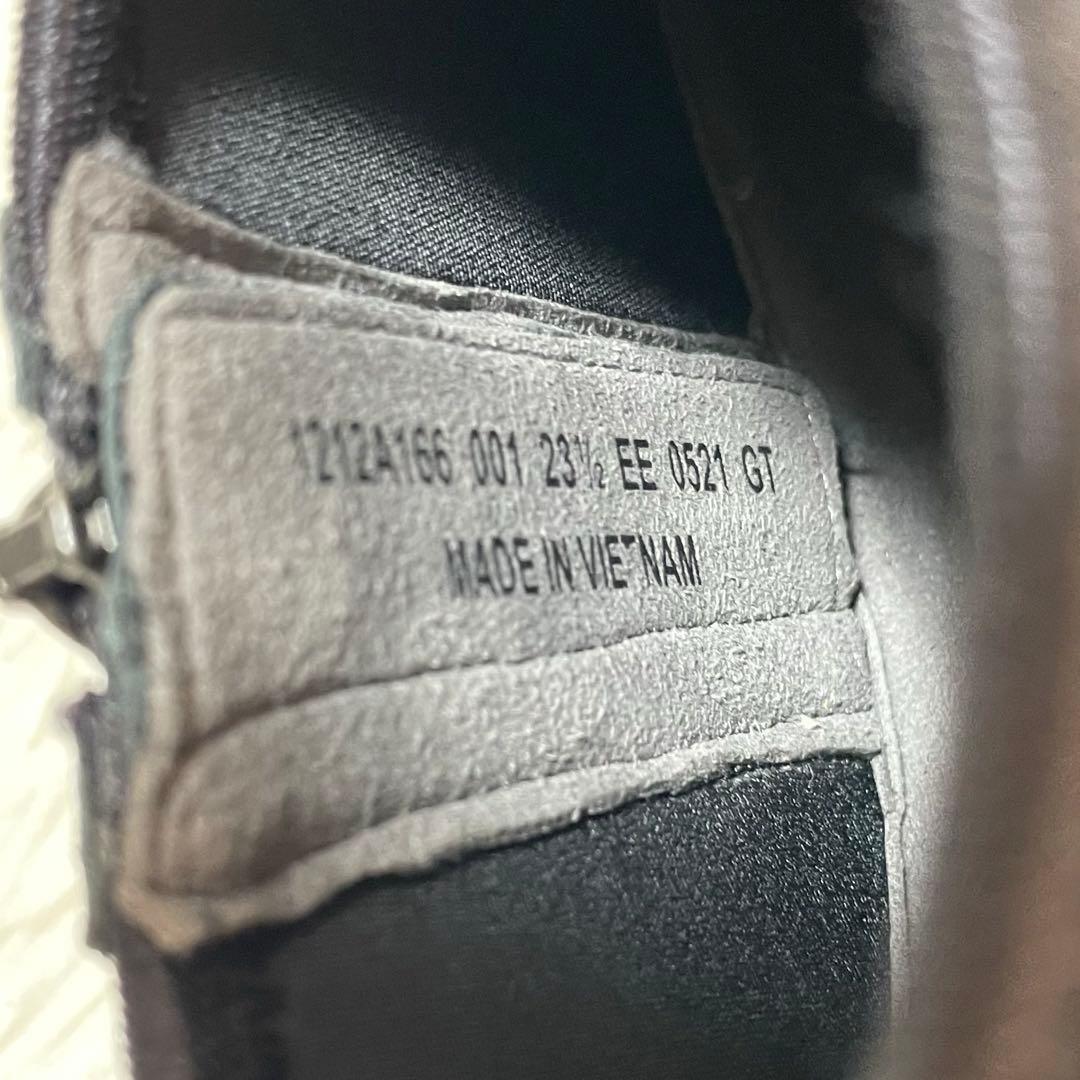 1212A166 001 23½ EE 0521 GT
MADE IN VIETNAM